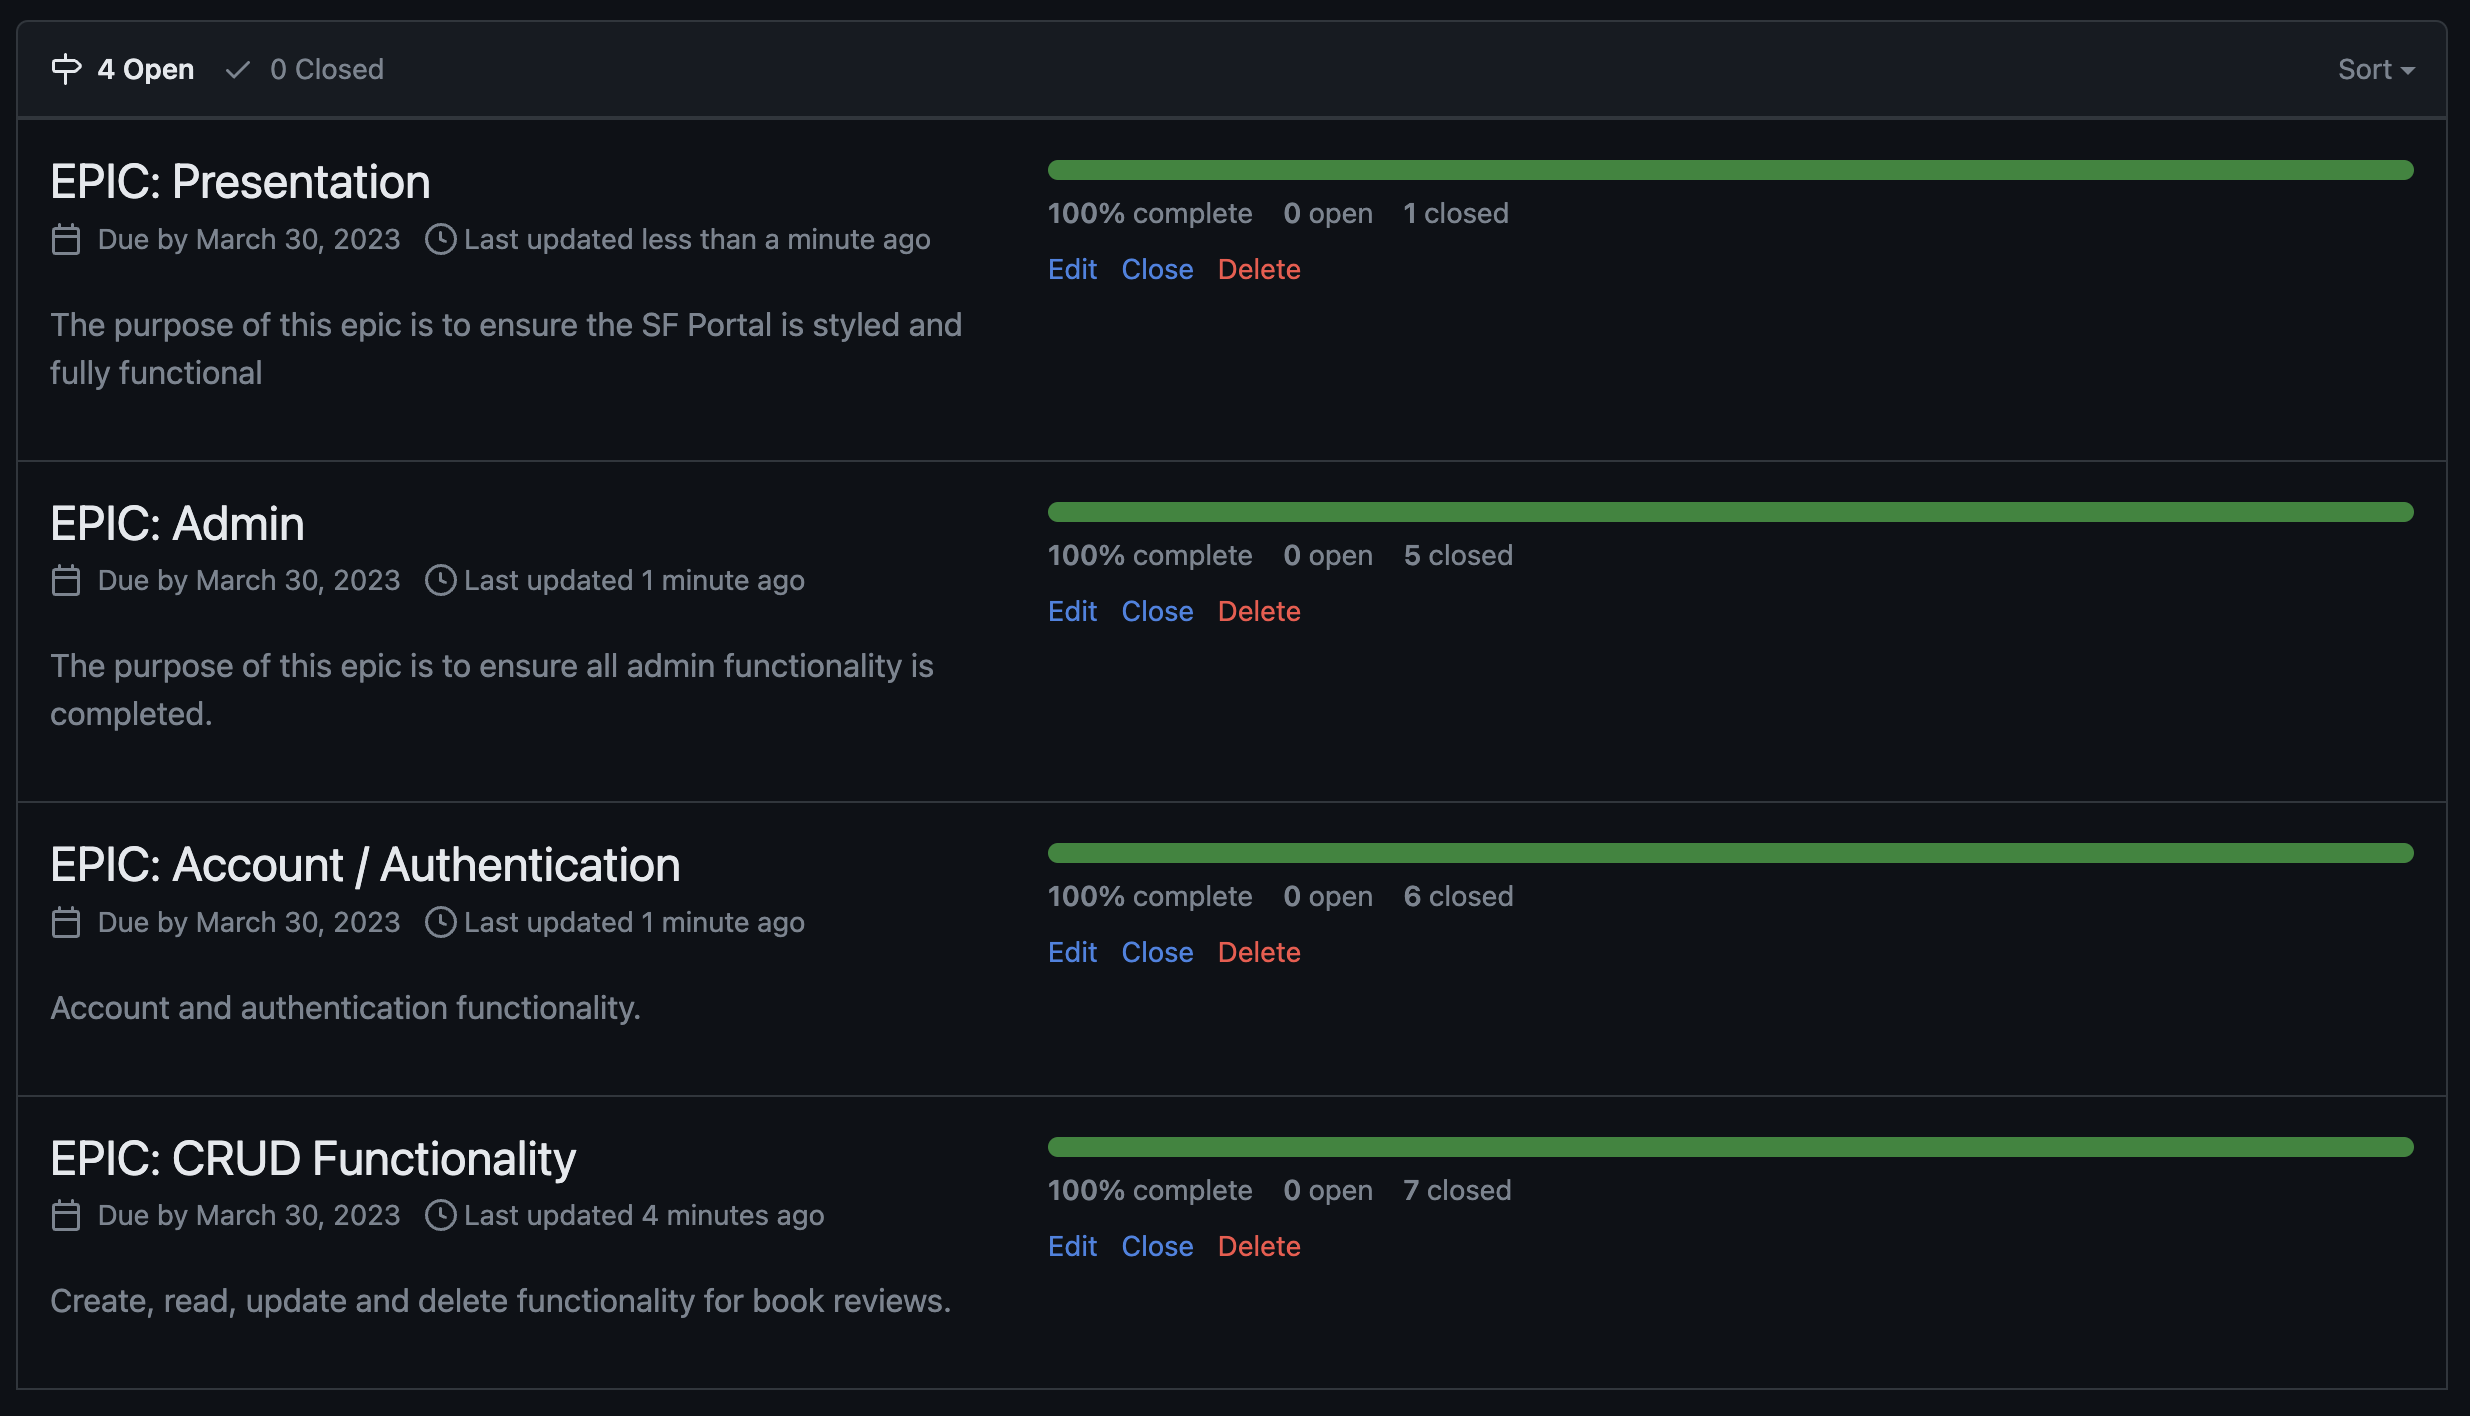 4 Open 0 Closed Sort
EPIC: Presentation
Due by March 30, 2023 Last updated less than a minute ago
The purpose of this epic is to ensure the SF Portal is styled and
fully functional
100% complete 0 open 1 closed
Edit Close Delete
EPIC: Admin
Due by March 30, 2023 Last updated 1 minute ago
The purpose of this epic is to ensure all admin functionality is
completed.
100% complete 0 open 5 closed
Edit Close Delete
EPIC: Account / Authentication
Due by March 30, 2023 Last updated 1 minute ago
Account and authentication functionality.
100% complete 0 open 6 closed
Edit Close Delete
EPIC: CRUD Functionality
Due by March 30, 2023 Last updated 4 minutes ago
Create, read, update and delete functionality for book reviews.
100% complete 0 open 7 closed
Edit Close Delete